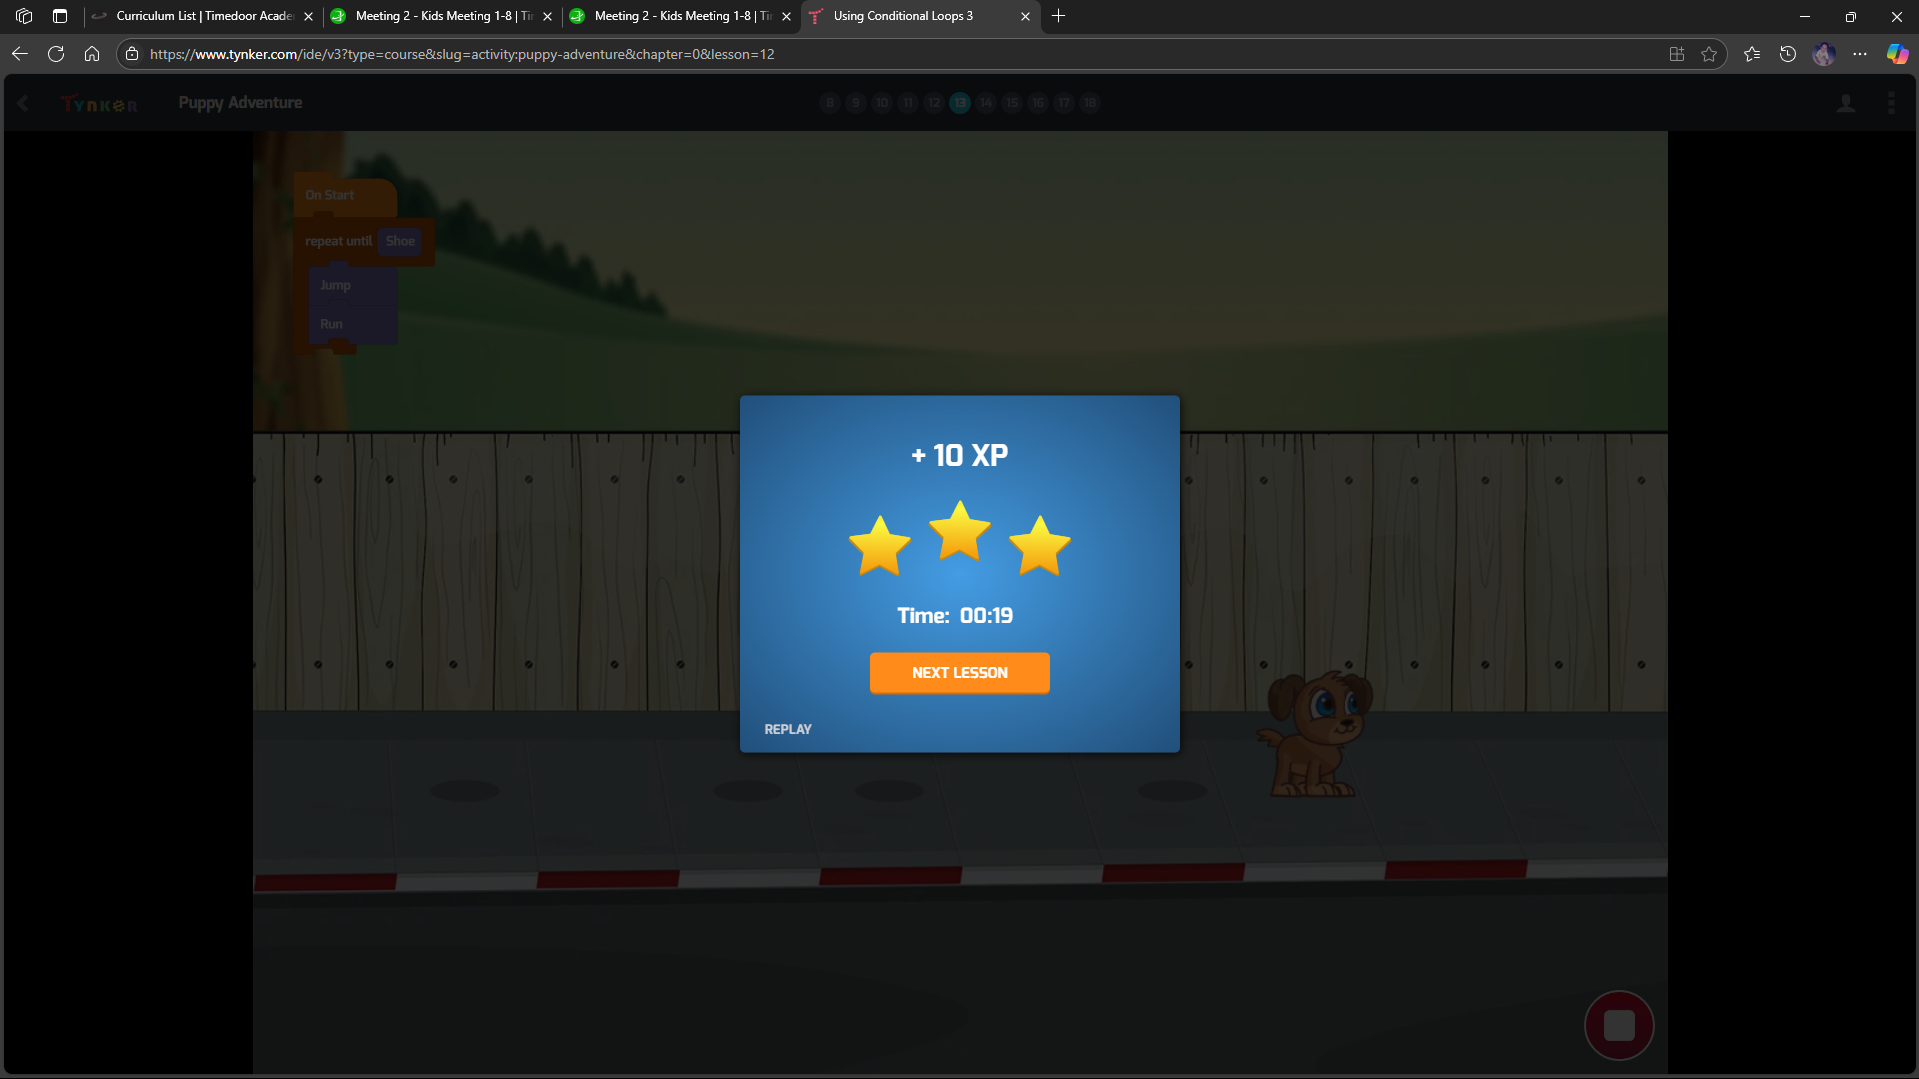 Curriculum List | Timedoor Acade
Meeting 2 - Kids Meeting 1-8 | Ti
Meeting 2 - Kids Meeting 1-8 | Ti
Using Conditional Loops 3
https://www.tynker.com/ide/v3?type=course&slug=activity:puppy-adventure&chapter=0&lesson=12
TYNKER
Puppy Adventure
8 9 10 11 12 13 14 15 16 17 18
On Start
repeat until Shoe
Jump
Run
+ 10 XP
Time: 00:19
NEXT LESSON
REPLAY